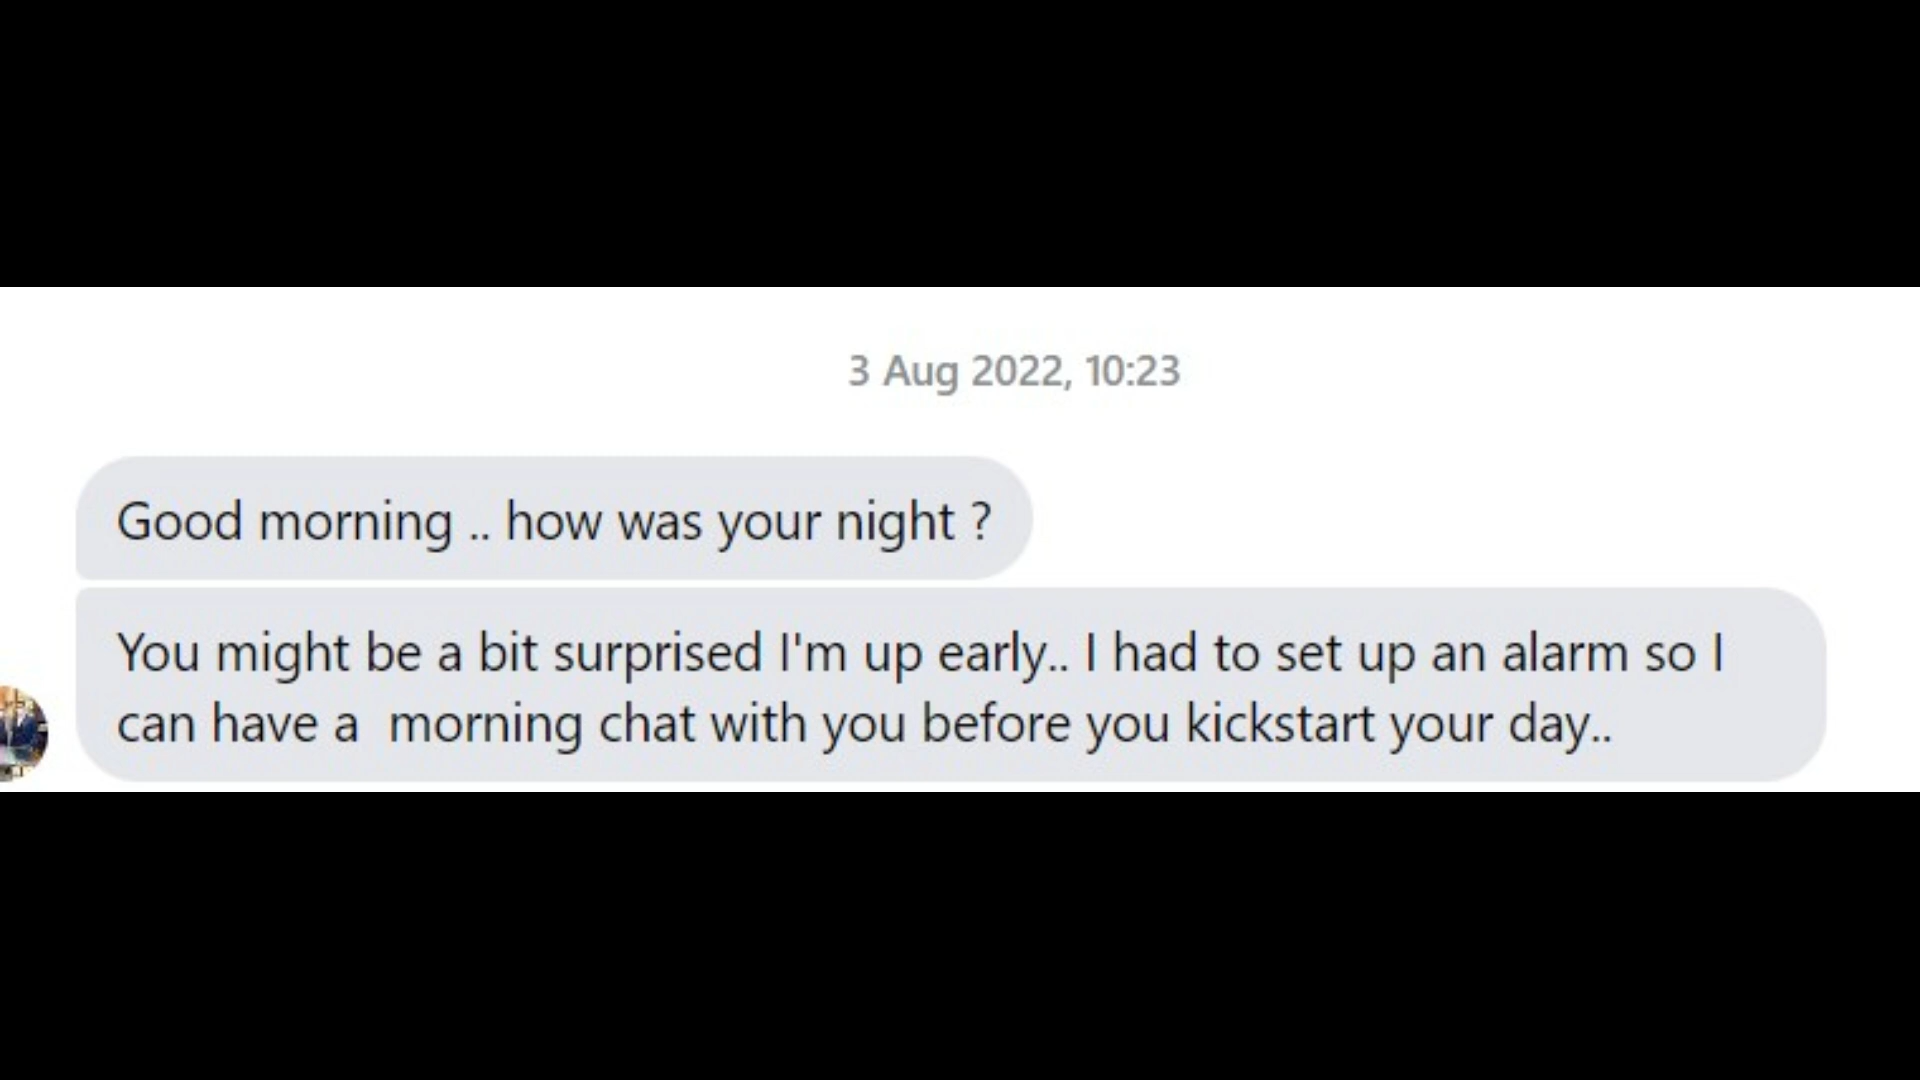 3 Aug 2022, 10:23
Good morning .. how was your night ?
You might be a bit surprised I'm up early.. I had to set up an alarm so I
can have a  morning chat with you before you kickstart your day..